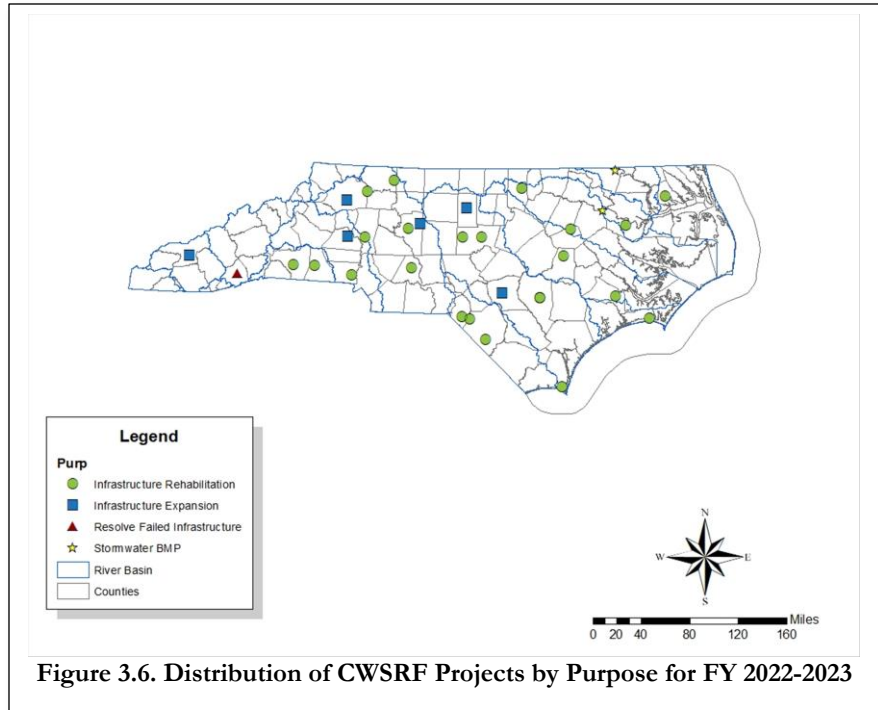 Legend
Purp
Infrastructure Rehabilitation
Infrastructure Expansion
Resolve Failed Infrastructure
Stormwater BMP
River Basin
Counties
N
W E
S
Miles
0 20 40 80 120 160
Figure 3.6. Distribution of CWSRF Projects by Purpose for FY 2022-2023